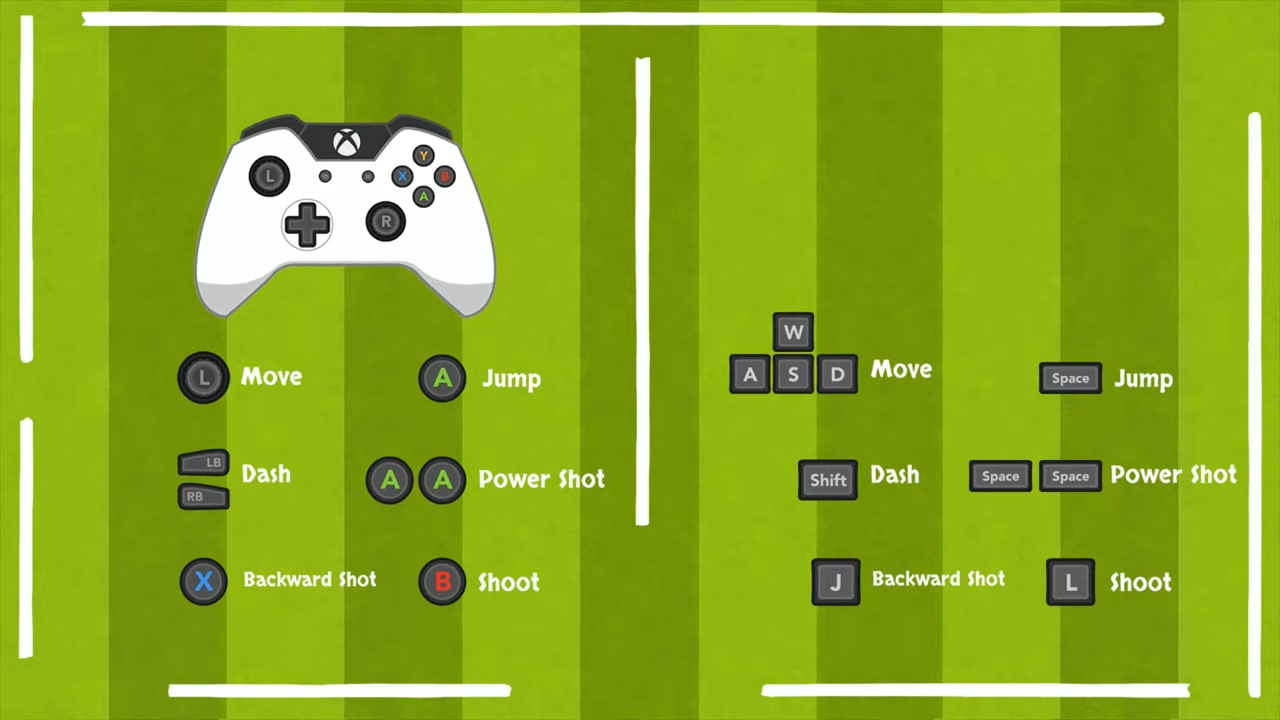 Y
L X B
A
R
L Move A Jump
LB
RB
Dash
A A Power Shot
X Backward Shot B Shoot
W
A S D Move Space Jump
Shift Dash Space Space Power Shot
J Backward Shot L Shoot